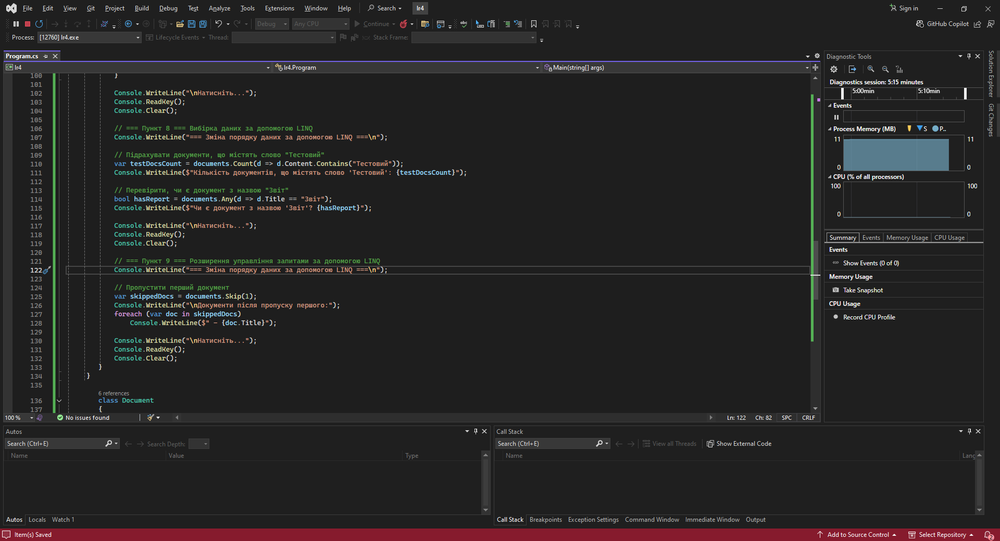 File Edit View Git Project Build Debug Test Analyze Tools Extensions Window Help Search lr4 Sign in
Debug Any CPU Continue abc GitHub Copilot
Process: [12760] lr4.exe Lifecycle Events Thread: Stack Frame:
Program.cs
C# lr4 lr4.Program Main(string[] args)
100 }
101
102 Console.WriteLine("\nНатисніть...");
103 Console.ReadKey();
104 Console.Clear();
105
106 // === Пункт 8 === Вибірка даних за допомогою LINQ
107 Console.WriteLine("=== Зміна порядку даних за допомогою LINQ ===\n");
108
109 // Підрахувати документи, що містять слово "Тестовий"
110 var testDocsCount = documents.Count(d => d.Content.Contains("Тестовий"));
111 Console.WriteLine($"Кількість документів, що містять слово 'Тестовий': {testDocsCount}");
112
113 // Перевірити, чи є документ з назвою "Звіт"
114 bool hasReport = documents.Any(d => d.Title == "Звіт");
115 Console.WriteLine($"Чи є документ з назвою 'Звіт'? {hasReport}");
116
117 Console.WriteLine("\nНатисніть...");
118 Console.ReadKey();
119 Console.Clear();
120
121 // === Пункт 9 === Розширення управління запитами за допомогою LINQ
122 Console.WriteLine("=== Зміна порядку даних за допомогою LINQ ===\n");
123
124 // Пропустити перший документ
125 var skippedDocs = documents.Skip(1);
126 Console.WriteLine("\nДокументи після пропуску першого:");
127 foreach (var doc in skippedDocs)
128 Console.WriteLine($" - {doc.Title}");
129
130 Console.WriteLine("\nНатисніть...");
131 Console.ReadKey();
132 Console.Clear();
133 }
134 }
135
6 references
136 class Document
137 {
100 % No issues found Ln: 122 Ch: 82 SPC CRLF
Diagnostic Tools
Diagnostics session: 5:15 minutes
5:00min 5:10min
Events
Process Memory (MB) S P..
11 11
0 0
CPU (% of all processors)
100 100
0 0
Summary Events Memory Usage CPU Usage
Events
Show Events (0 of 0)
Memory Usage
Take Snapshot
CPU Usage
Record CPU Profile
Solution Explorer
Git Changes
Autos
Search (Ctrl+E) Search Depth:
Name Value Type
Autos Locals Watch 1
Call Stack
Search (Ctrl+E) View all Threads Show External Code
Name Lang
Call Stack Breakpoints Exception Settings Command Window Immediate Window Output
Item(s) Saved Add to Source Control Select Repository 2